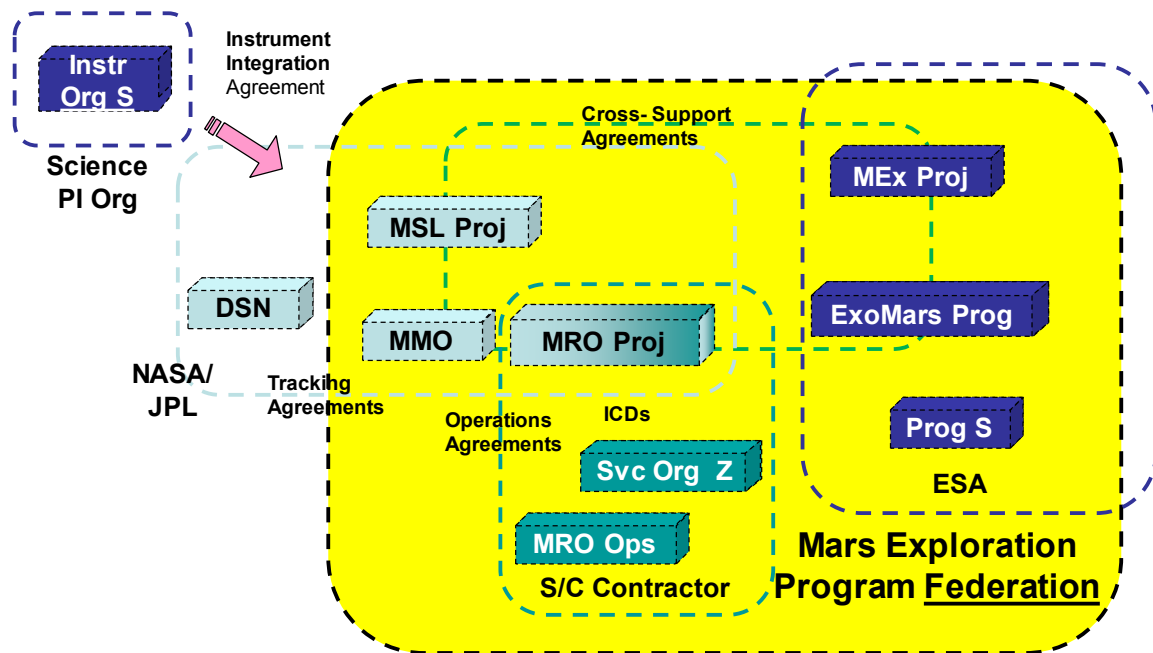 Instr
Org S
Science
PI Org
Instrument
Integration
Agreement
Cross- Support
Agreements
MEx Proj
MSL Proj
DSN
MMO
MRO Proj
ExoMars Prog
NASA/
JPL
Tracking
Agreements
Operations
Agreements
ICDs
Prog S
Svc Org Z
ESA
MRO Ops
S/C Contractor
Mars Exploration
Program Federation